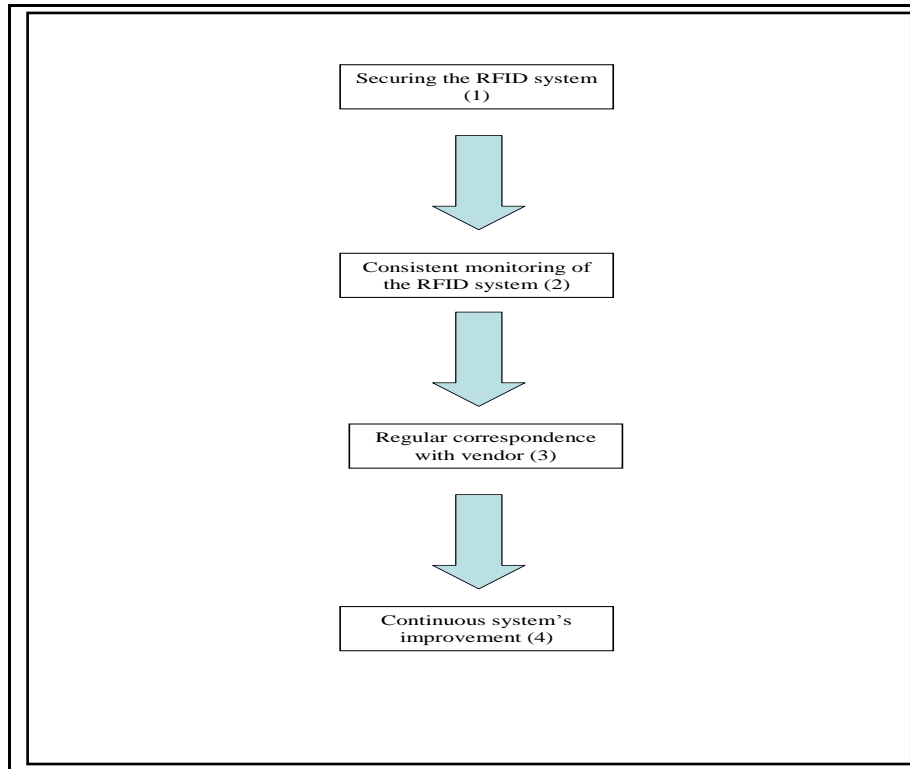 Securing the RFID system
(1)
Consistent monitoring of
the RFID system (2)
Regular correspondence
with vendor (3)
Continuous system’s
improvement (4)